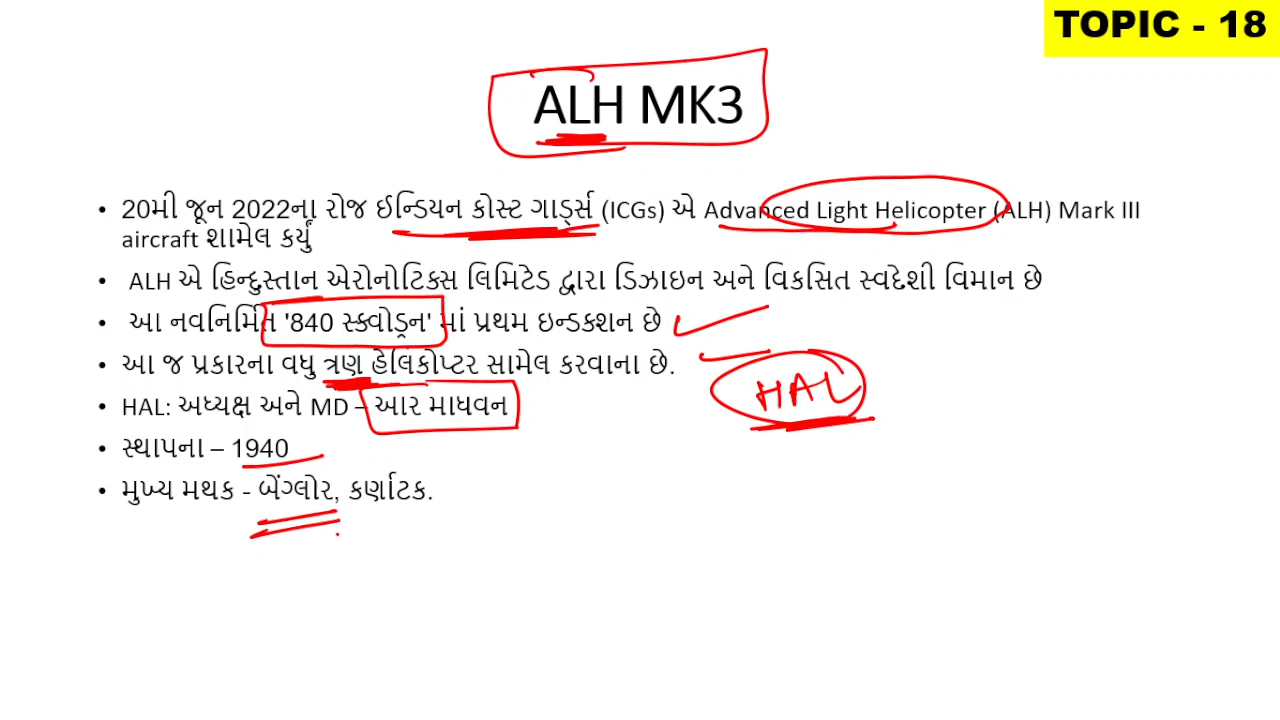 TOPIC - 18
ALH MK3
• 20મી જૂન 2022ના રોજ ઈન્ડિયન કોસ્ટ ગાર્ડ્સ (ICGs) એ Advanced Light Helicopter (ALH) Mark III
aircraft શામેલ કર્યું
• ALH એ હિન્દુસ્તાન એરોનોટિક્સ લિમિટેડ દ્વારા ડિઝાઇન અને વિકસિત સ્વદેશી વિમાન છે
• આ નવનિર્મિત '840 સ્ક્વોડ્રન' માં પ્રથમ ઇન્ડક્શન છે
• આ જ પ્રકારના વધુ ત્રણ હેલિકોપ્ટર સામેલ કરવાના છે.
HAL
• HAL: અધ્યક્ષ અને MD – આર માધવન
• સ્થાપના – 1940
• મુખ્ય મથક - બેંગ્લોર, કર્ણાટક.